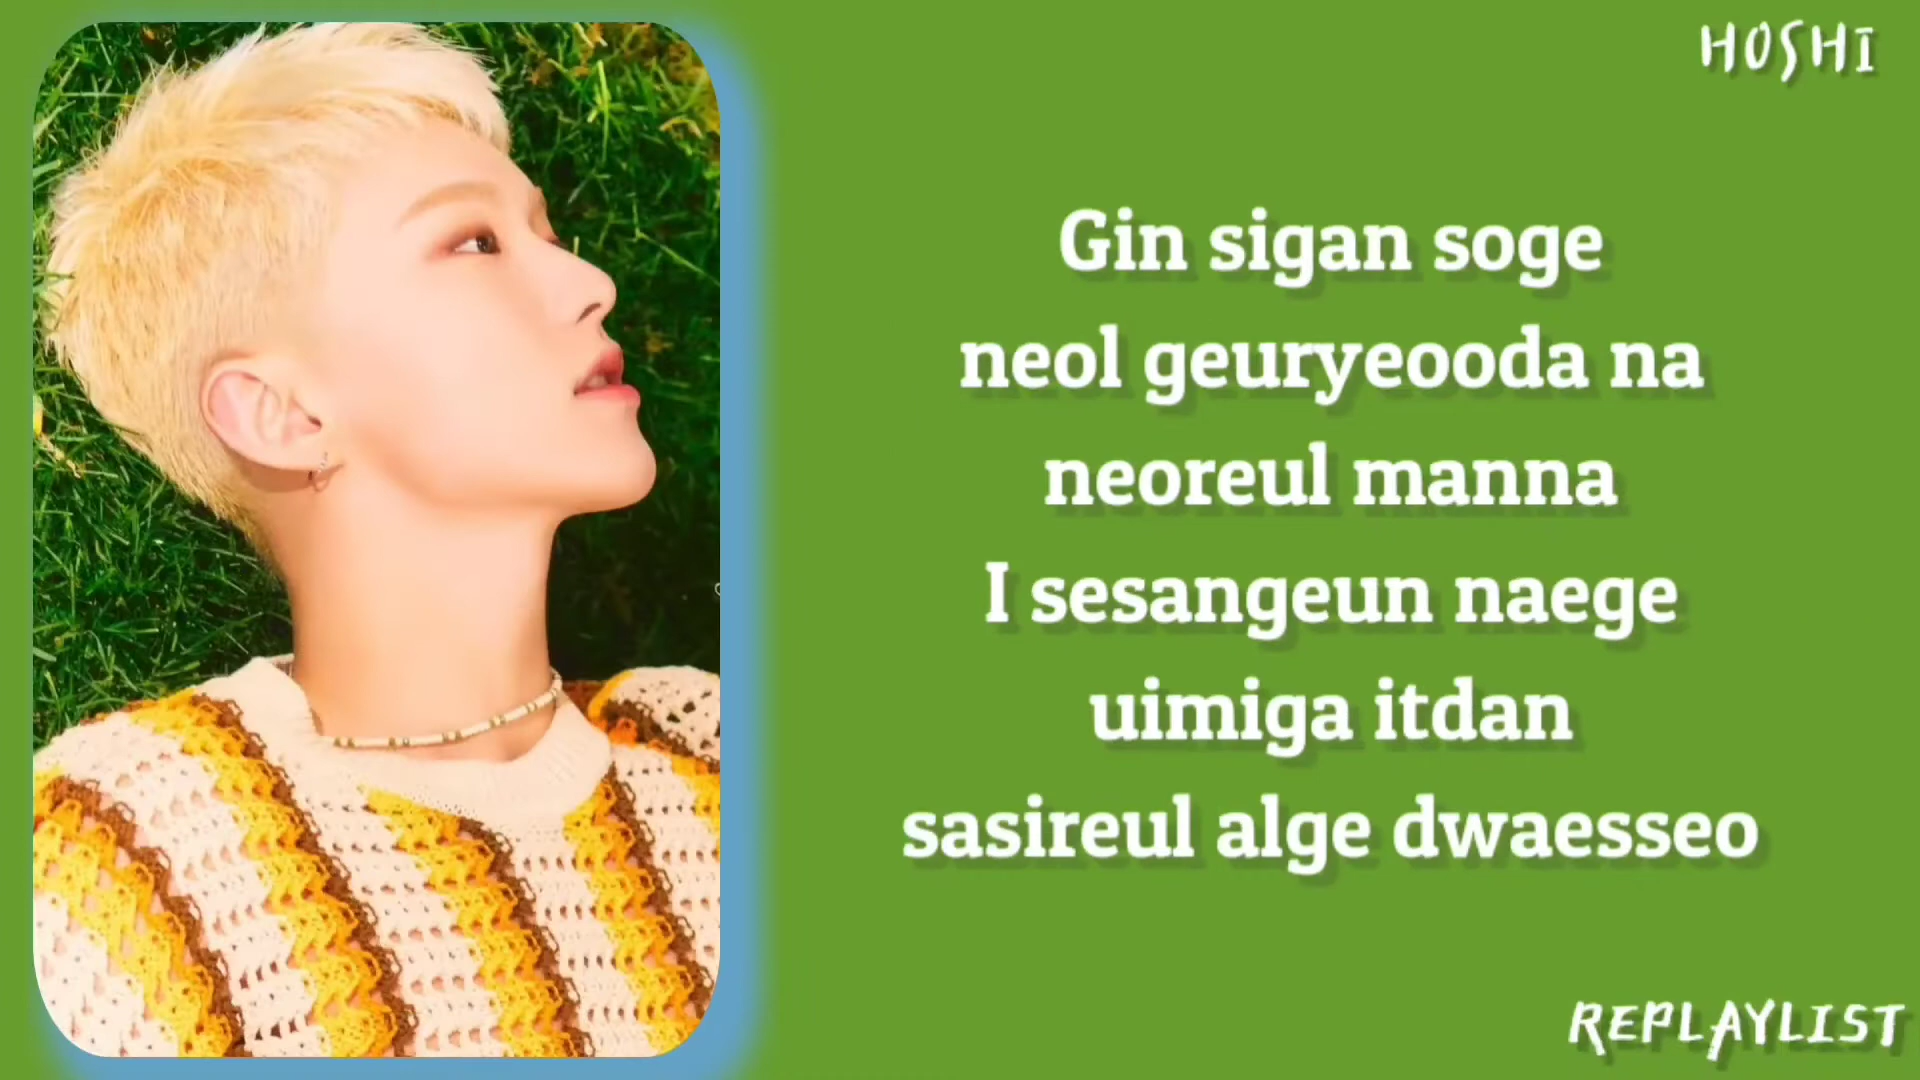 HOSHI
Gin sigan soge
neol geuryeooda na
neoreul manna
I sesangeun naege
uimiga itdan
sasireul alge dwaesseo
REPLAYLIST